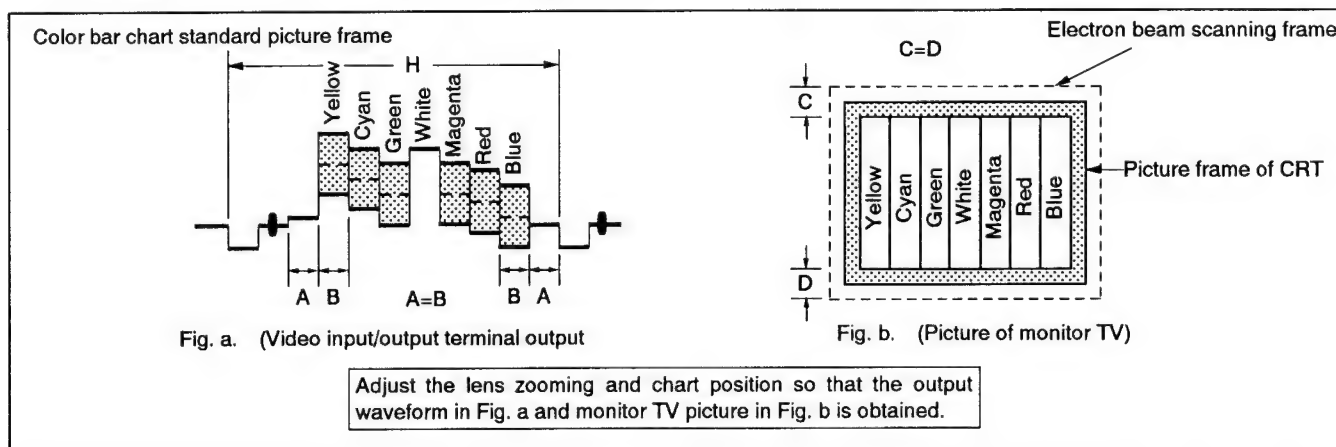 Color bar chart standard picture frame
H
Yellow
Cyan
Green
White
Magenta
Red
Blue
A
B
A=B
B
A
Fig. a. (Video input/output terminal output
C=D
Electron beam scanning frame
C
Yellow
Cyan
Green
White
Magenta
Red
Blue
Picture frame of CRT
D
Fig. b. (Picture of monitor TV)
Adjust the lens zooming and chart position so that the output
waveform in Fig. a and monitor TV picture in Fig. b is obtained.